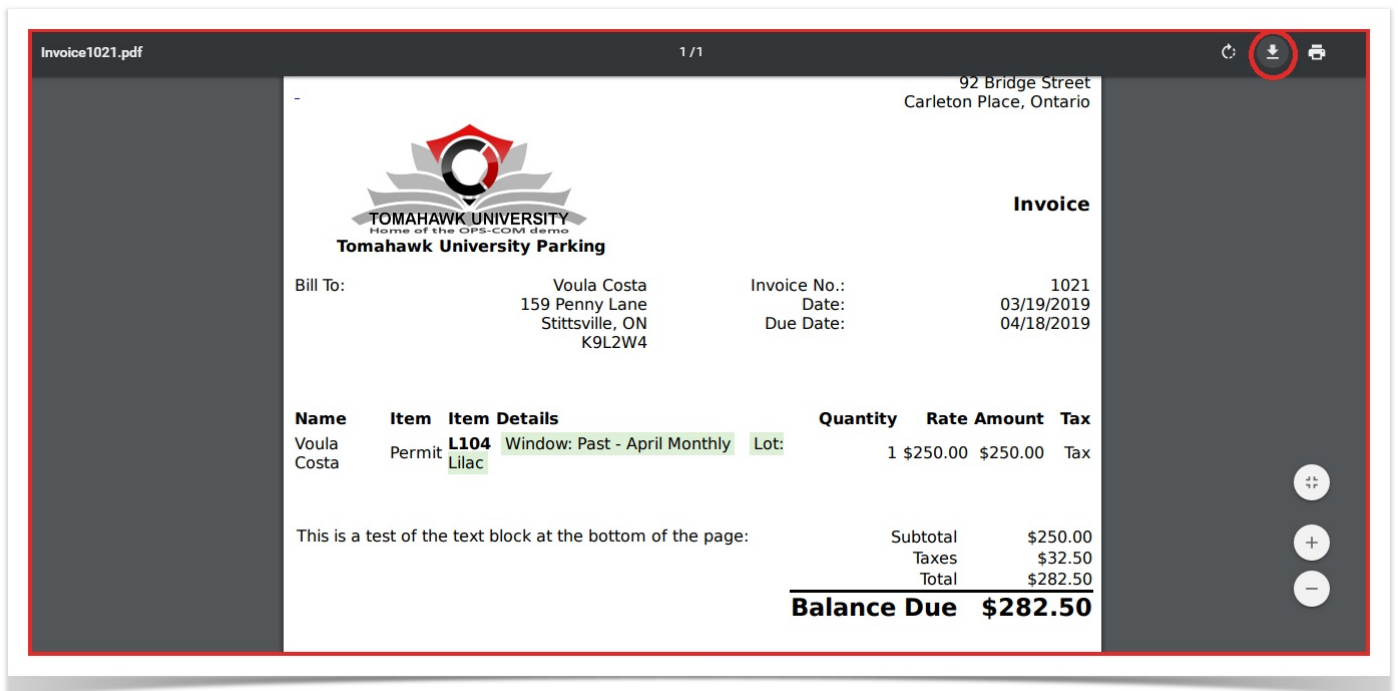 Invoice1021.pdf 1 / 1
92 Bridge Street
Carleton Place, Ontario
TOMAHAWK UNIVERSITY
Home of the OPS-COM demo
Tomahawk University Parking
Invoice
Bill To: Voula Costa
159 Penny Lane
Stittsville, ON
K9L2W4
Invoice No.: 1021
Date: 03/19/2019
Due Date: 04/18/2019
Name Item Item Details Quantity Rate Amount Tax
Voula Costa Permit L104 Window: Past - April Monthly Lot: Lilac 1 $250.00 $250.00 Tax
This is a test of the text block at the bottom of the page:
Subtotal $250.00
Taxes $32.50
Total $282.50
Balance Due $282.50